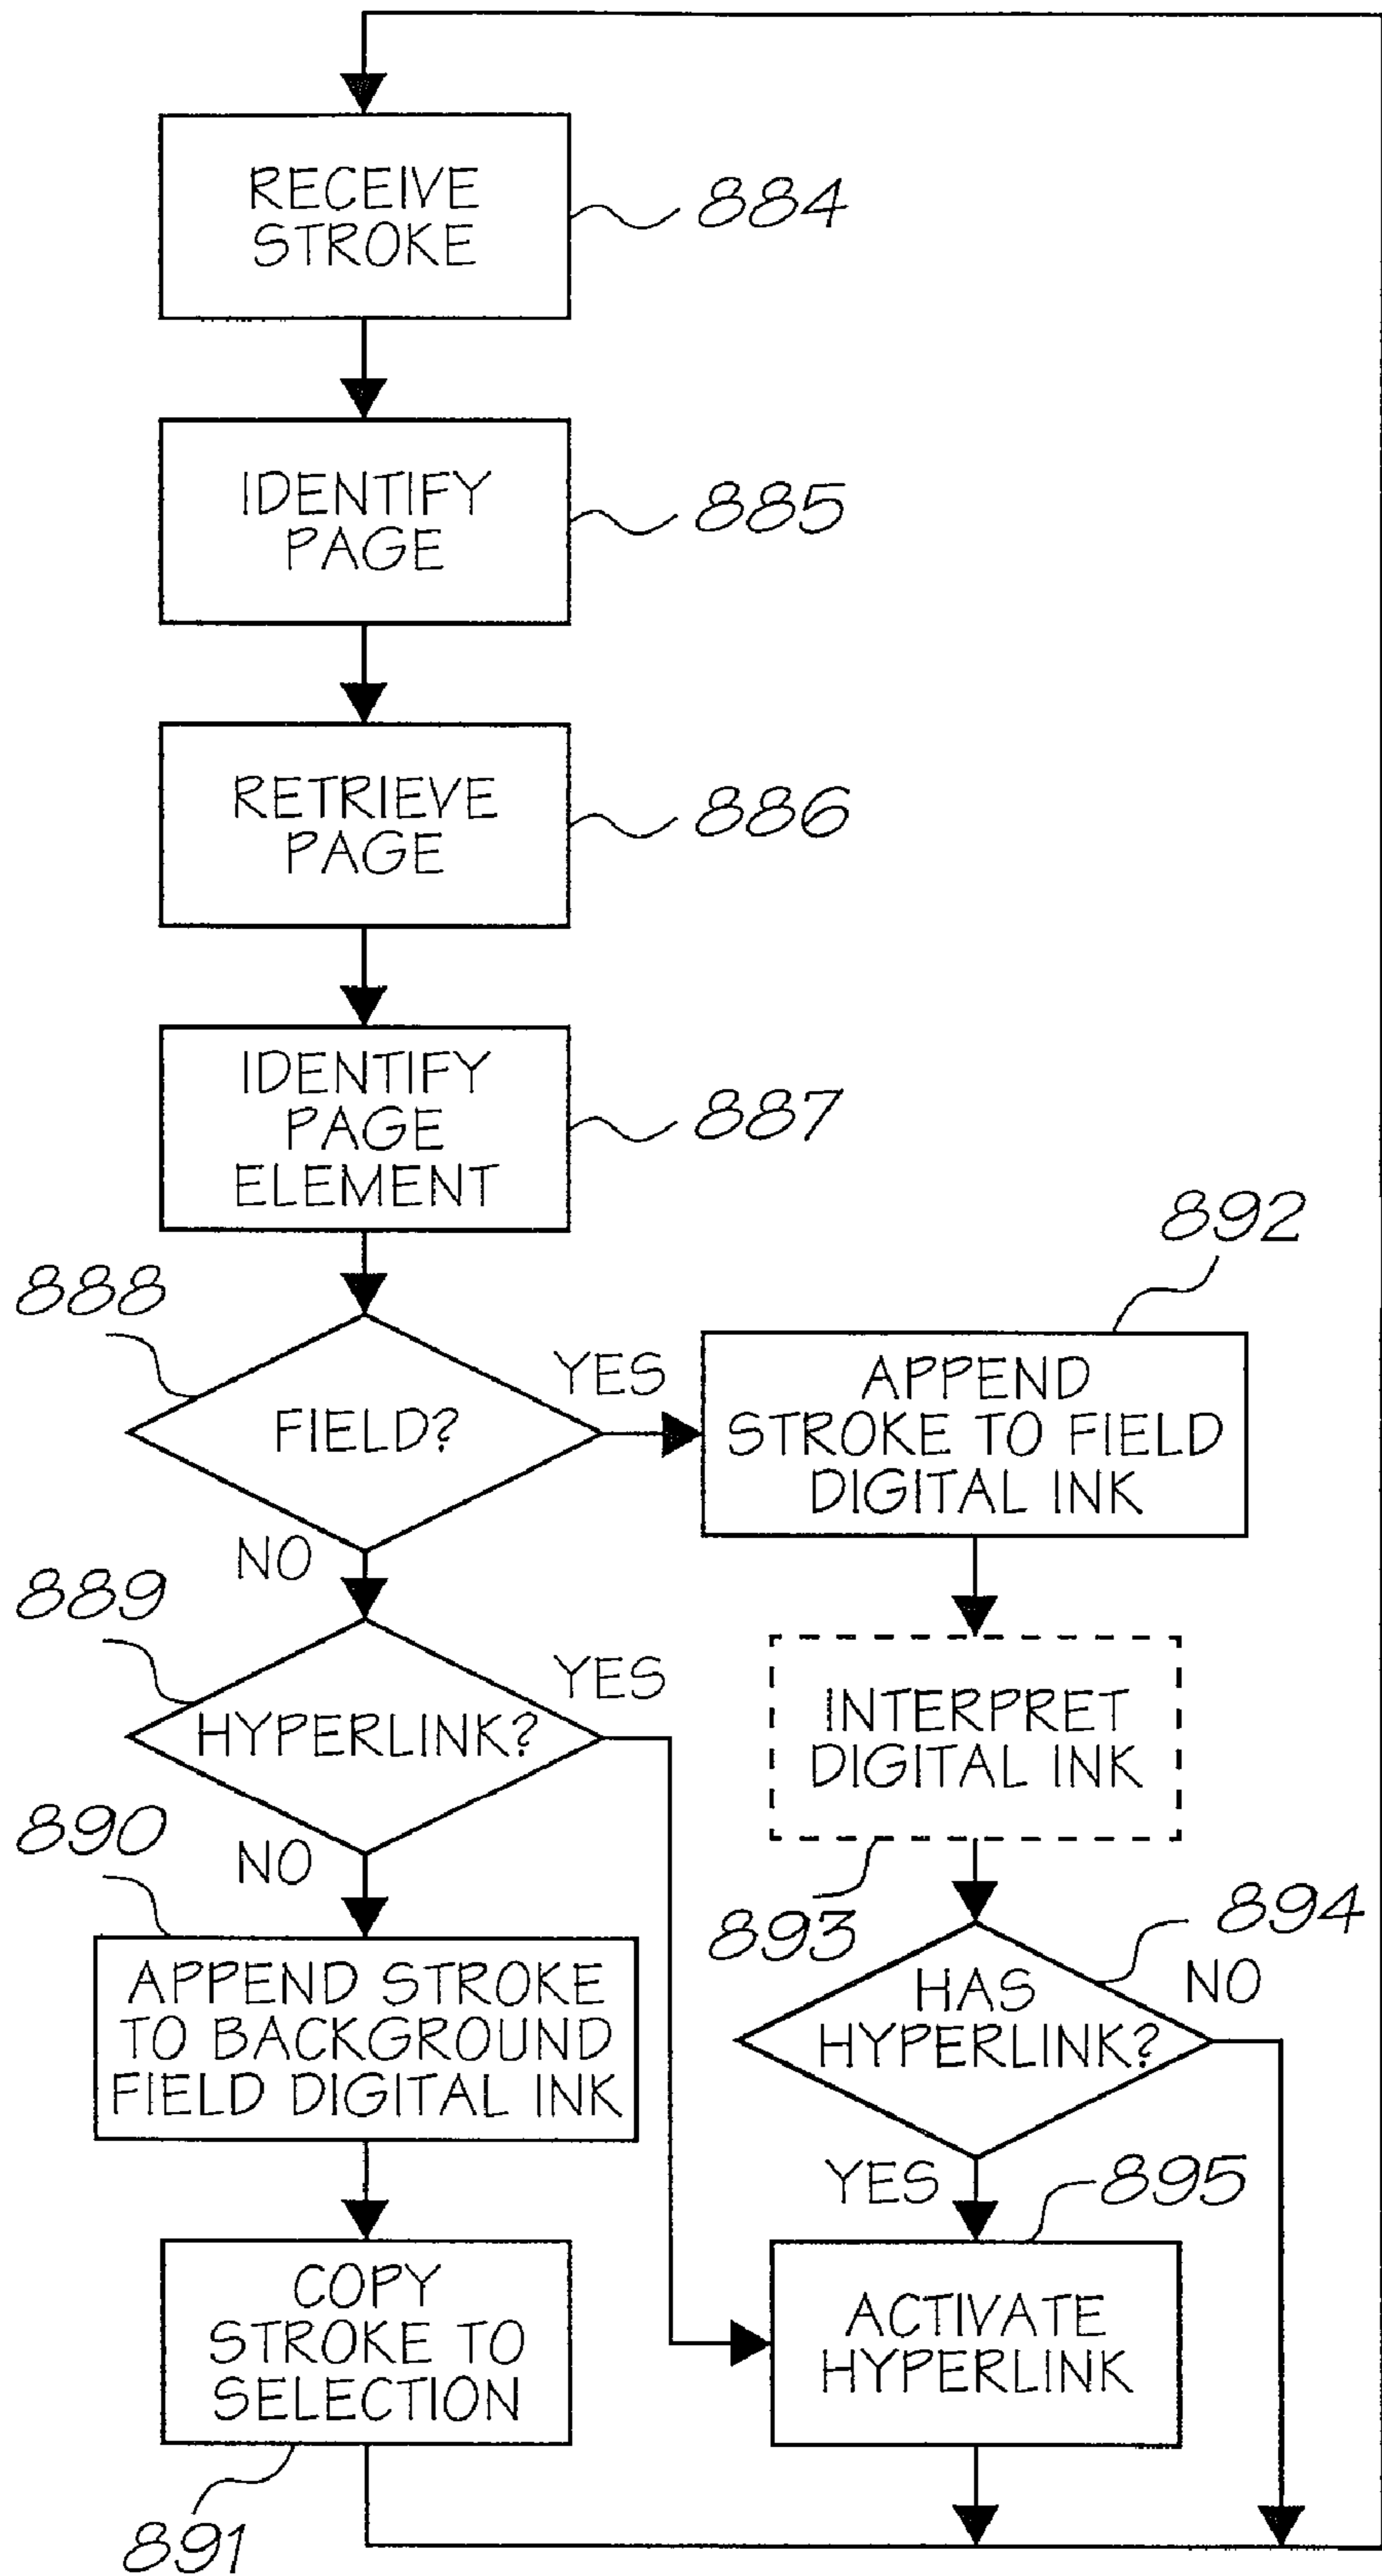 RECEIVE
STROKE
884
IDENTIFY
PAGE
885
RETRIEVE
PAGE
886
IDENTIFY
PAGE
ELEMENT
887
888
FIELD?
YES
NO
892
APPEND
STROKE TO FIELD
DIGITAL INK
889
HYPERLINK?
YES
NO
INTERPRET
DIGITAL INK
893
890
APPEND STROKE
TO BACKGROUND
FIELD DIGITAL INK
894
HAS
HYPERLINK?
NO
YES
895
COPY
STROKE TO
SELECTION
891
ACTIVATE
HYPERLINK